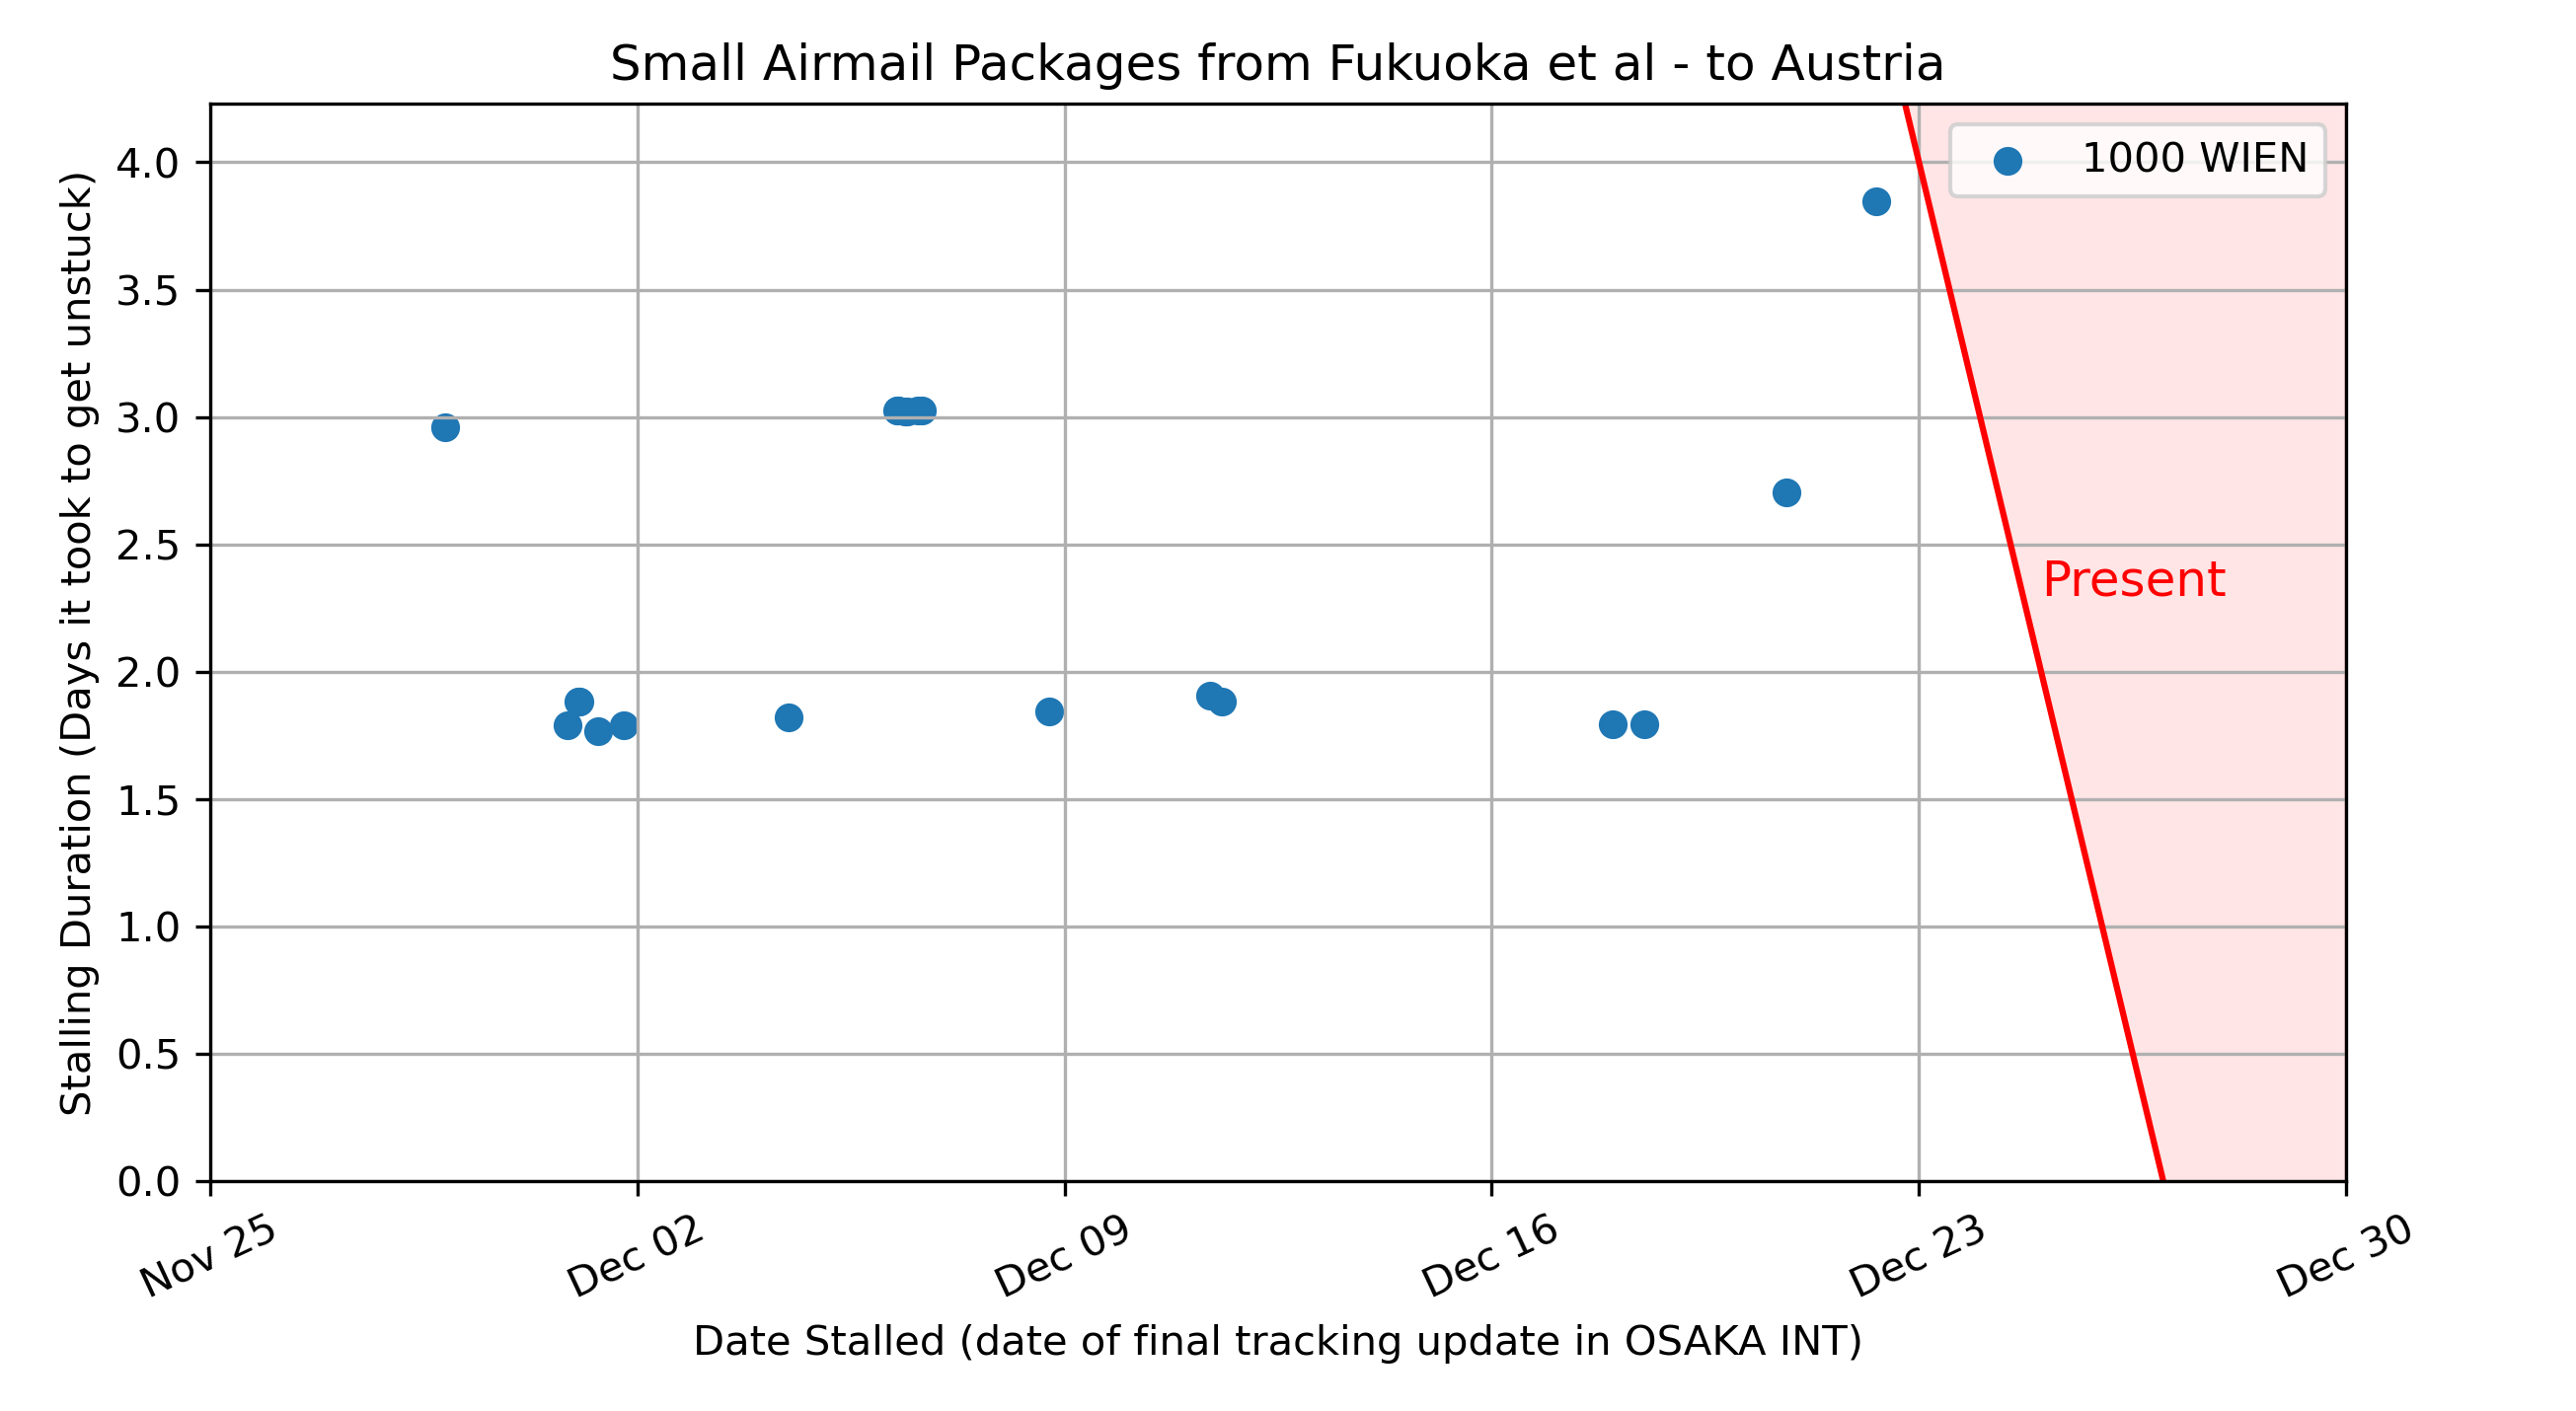 Small Airmail Packages from Fukuoka et al - to Austria
1000 WIEN
Present
Stalling Duration (Days it took to get unstuck)
4.0
3.5
3.0
2.5
2.0
1.5
1.0
0.5
0.0
Nov 25
Dec 02
Dec 09
Dec 16
Dec 23
Dec 30
Date Stalled (date of final tracking update in OSAKA INT)